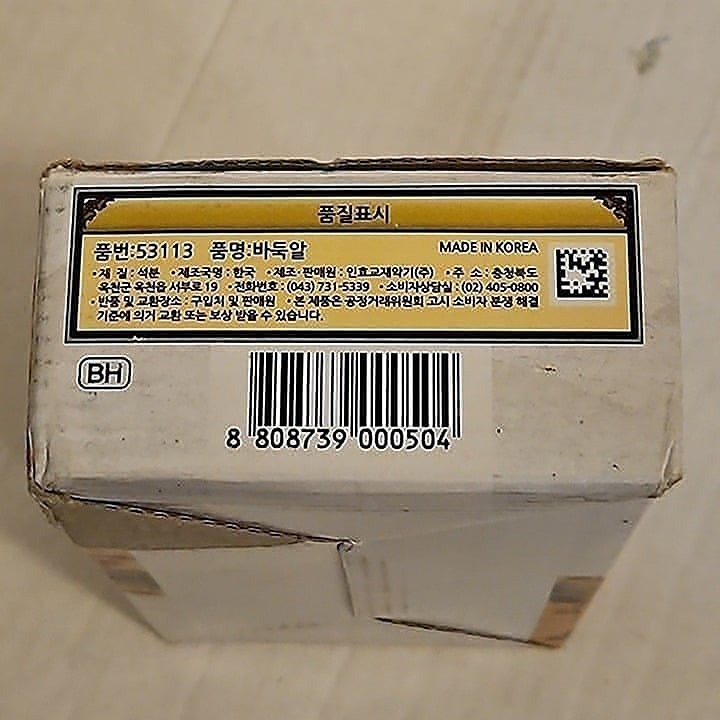 품질표시
품번:53113 품명:바둑알 MADE IN KOREA
•재 질:석분 •제조국명:한국 •제조·판매원:인효교재악기(주) •주 소:충청북도
옥천군 옥천읍 서부로 19 •전화번호:(043) 731-5339 •소비자상담실:(02) 405-0800
•반품 및 교환장소:구입처 및 판매원 •본 제품은 공정거래위원회 고시 소비자 분쟁 해결
기준에 의거 교환 또는 보상 받을 수 있습니다.
BH
8 808739 000504